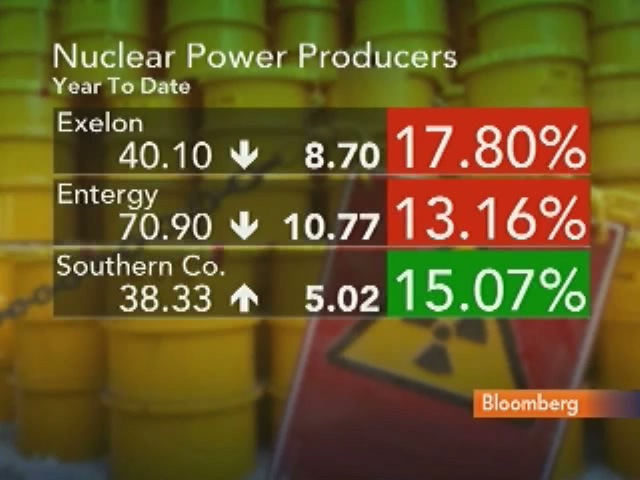 Nuclear Power Producers
Year To Date
Exelon
40.10 ↓ 8.70 17.80%
Entergy
70.90 ↓ 10.77 13.16%
Southern Co.
38.33 ↑ 5.02 15.07%
Bloomberg